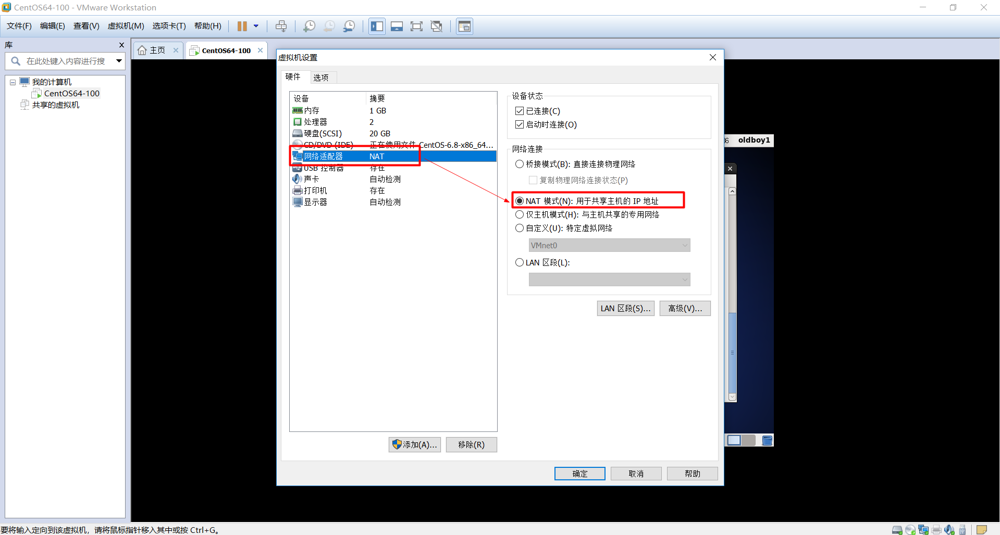 CentOS64-100 - VMware Workstation
文件(F) 编辑(E) 查看(V) 虚拟机(M) 选项卡(T) 帮助(H)
库
在此处键入内容进行搜
我的计算机
CentOS64-100
共享的虚拟机
主页
CentOS64-100
虚拟机设置
硬件 选项
设备 摘要
内存 1 GB
处理器 2
硬盘(SCSI) 20 GB
CD/DVD (IDE) 正在使用文件 CentOS-6.8-x86_64...
网络适配器 NAT
USB 控制器 存在
声卡 自动检测
打印机 存在
显示器 自动检测
添加(A)... 移除(R)
设备状态
已连接(C)
启动时连接(O)
网络连接
桥接模式(B): 直接连接物理网络
复制物理网络连接状态(P)
NAT 模式(N): 用于共享主机的 IP 地址
仅主机模式(H): 与主机共享的专用网络
自定义(U): 特定虚拟网络
VMnet0
LAN 区段(L):
LAN 区段(S)... 高级(V)...
确定 取消 帮助
oldboy1
要将输入定向到该虚拟机，请将鼠标指针移入其中或按 Ctrl+G。